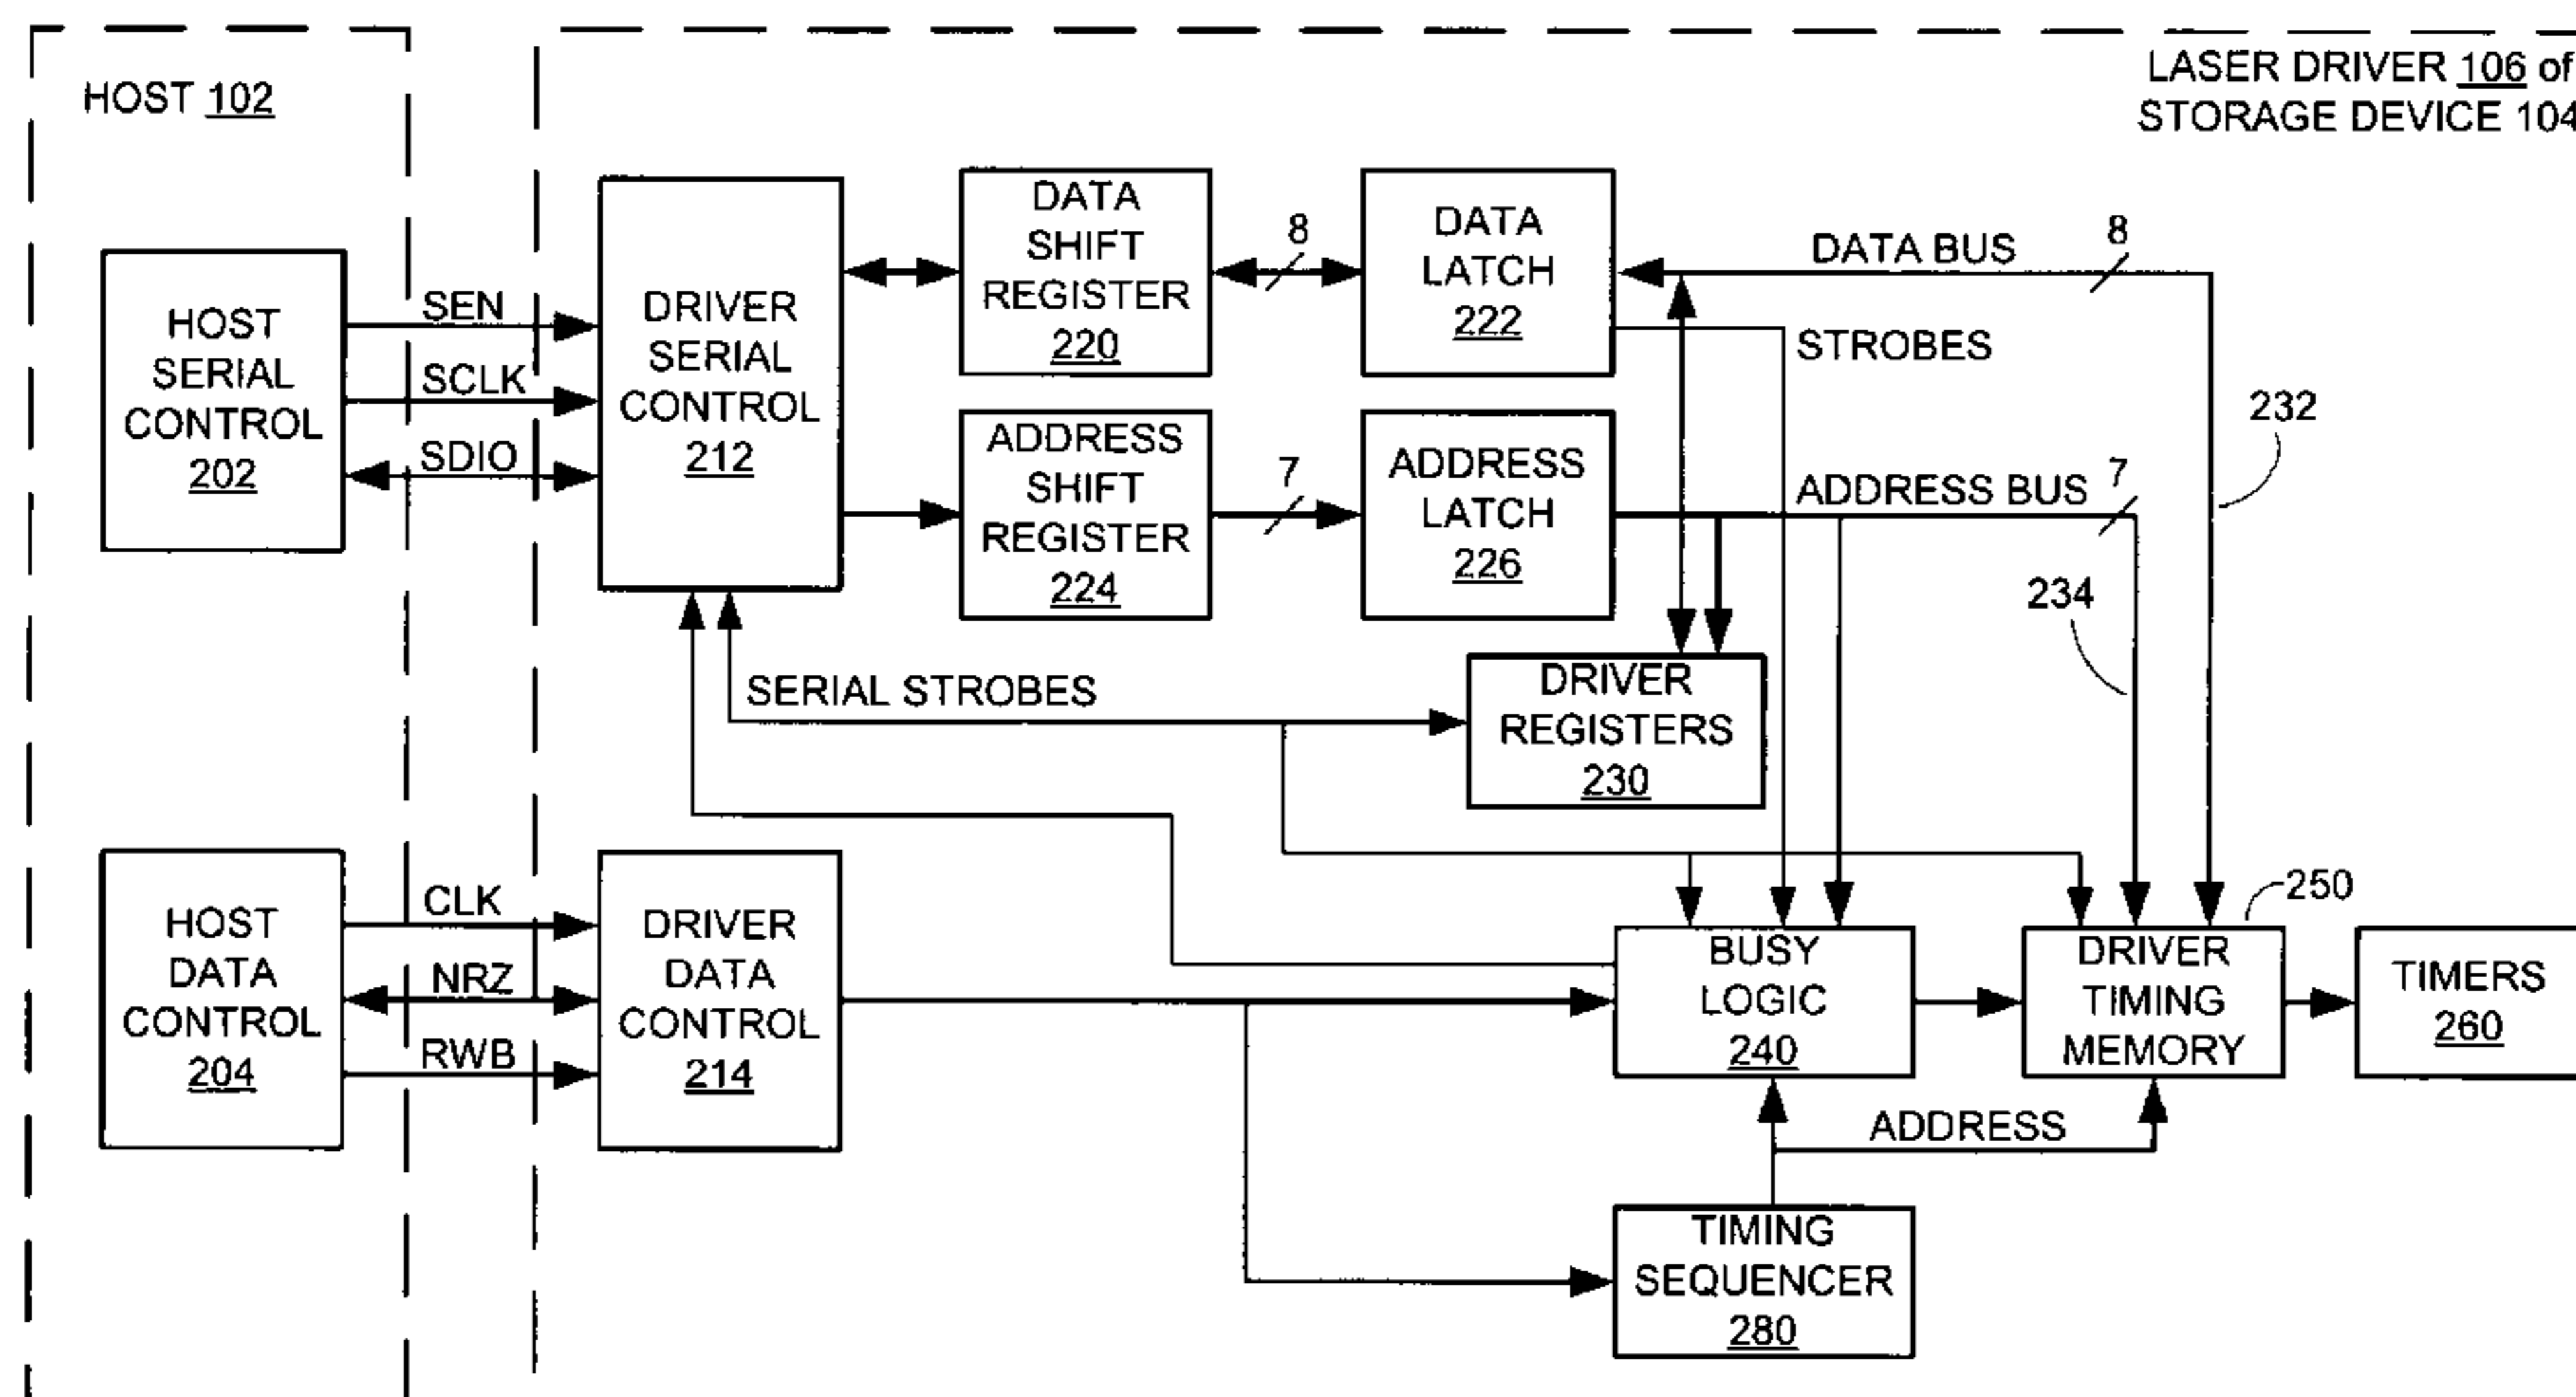 HOST 102
LASER DRIVER 106 of
STORAGE DEVICE 104
HOST
SERIAL
CONTROL
202
SEN
SCLK
SDIO
DRIVER
SERIAL
CONTROL
212
DATA
SHIFT
REGISTER
220
8
DATA
LATCH
222
DATA BUS
8
STROBES
232
ADDRESS
SHIFT
REGISTER
224
7
ADDRESS
LATCH
226
ADDRESS BUS
7
234
SERIAL STROBES
DRIVER
REGISTERS
230
HOST
DATA
CONTROL
204
CLK
NRZ
RWB
DRIVER
DATA
CONTROL
214
BUSY
LOGIC
240
250
DRIVER
TIMING
MEMORY
TIMERS
260
ADDRESS
TIMING
SEQUENCER
280